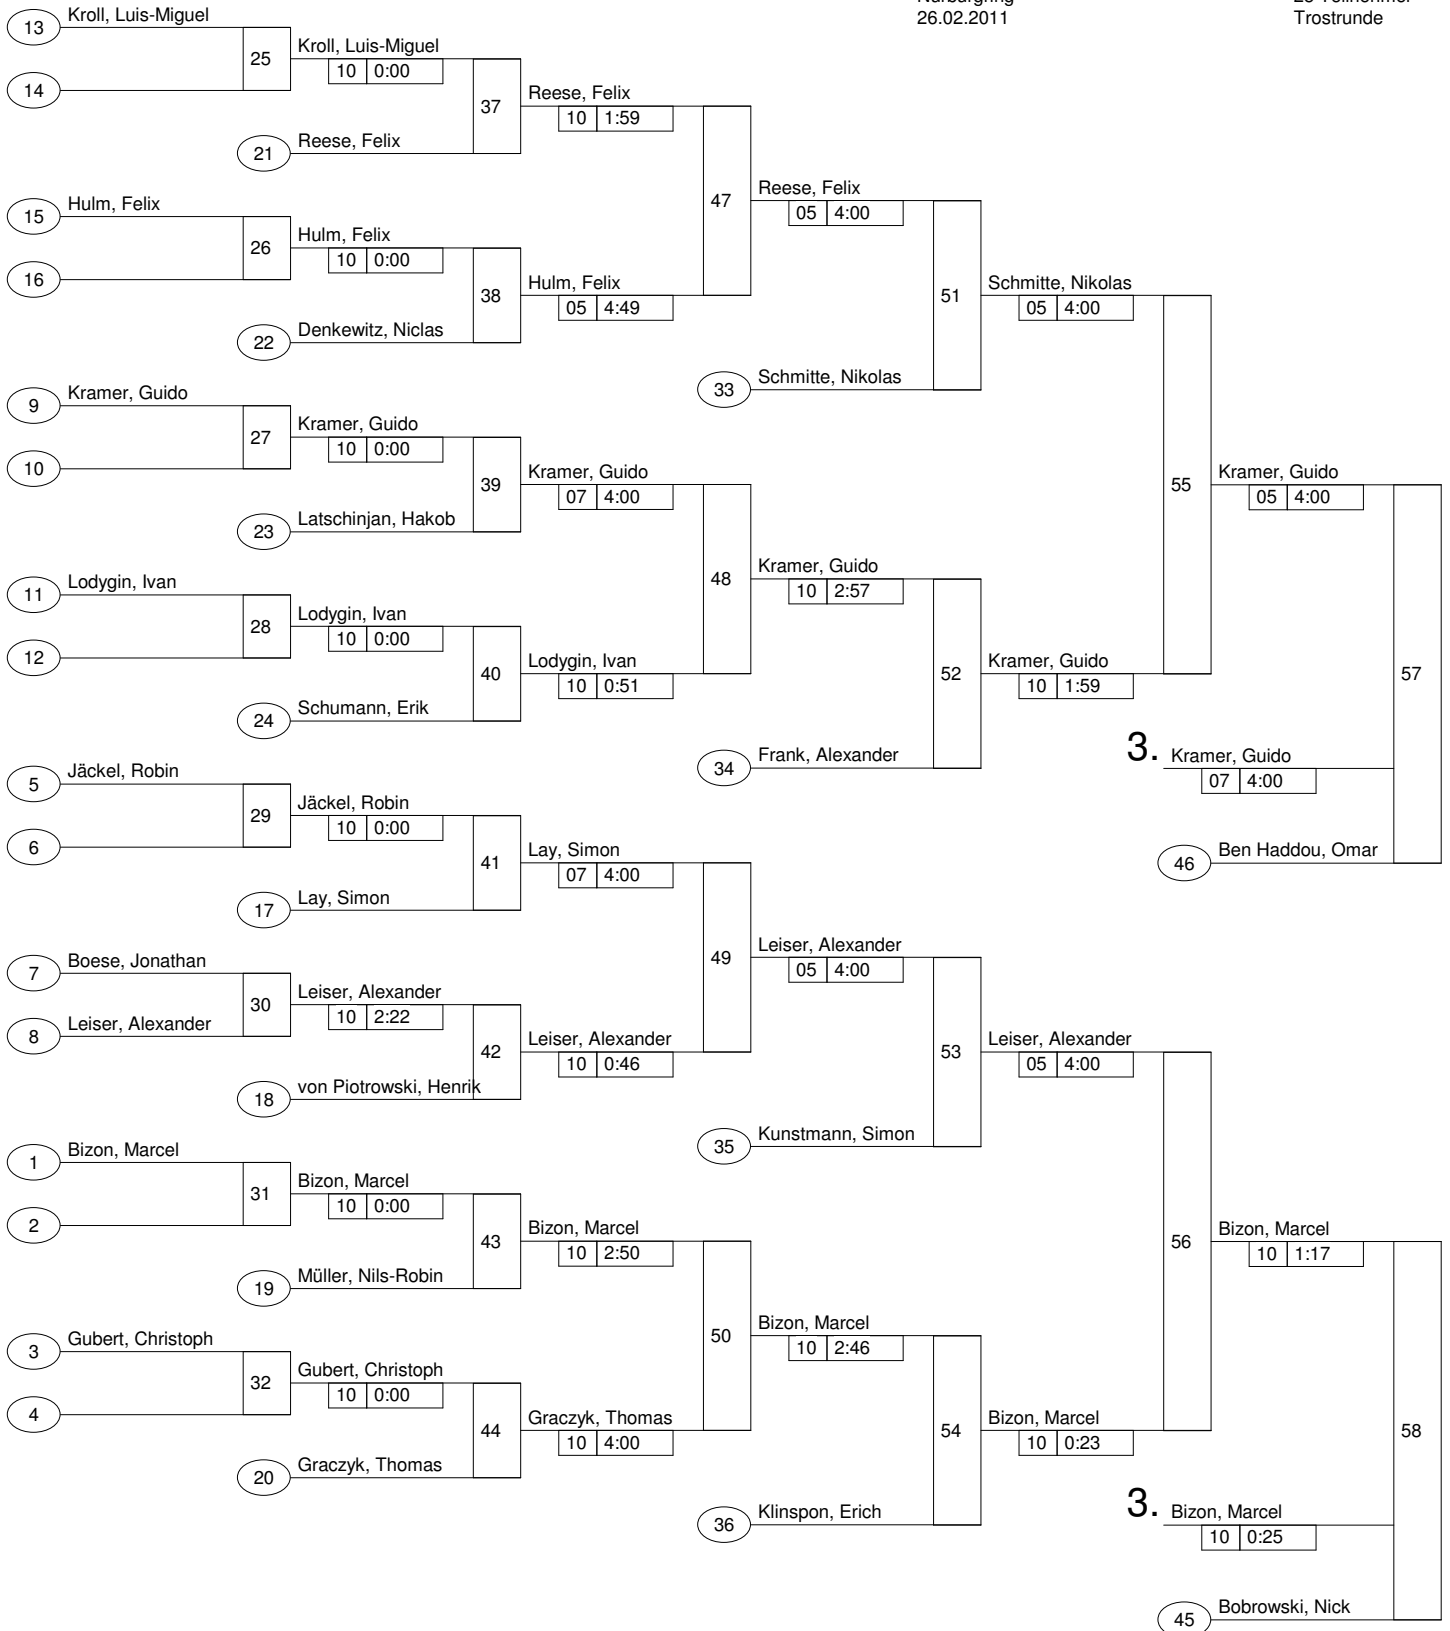 Nürburgring
26.02.2011
Trostrunde
13 Kroll, Luis-Miguel
25
Kroll, Luis-Miguel
10 0:00
14
37
Reese, Felix
10 1:59
21 Reese, Felix
47
Reese, Felix
05 4:00
15 Hulm, Felix
26
Hulm, Felix
10 0:00
16
38
Hulm, Felix
05 4:49
22 Denkewitz, Niclas
51
Schmitte, Nikolas
05 4:00
33 Schmitte, Nikolas
9 Kramer, Guido
27
Kramer, Guido
10 0:00
10
39
Kramer, Guido
07 4:00
23 Latschinjan, Hakob
55
Kramer, Guido
05 4:00
48
Kramer, Guido
10 2:57
11 Lodygin, Ivan
28
Lodygin, Ivan
10 0:00
12
40
Lodygin, Ivan
10 0:51
24 Schumann, Erik
52
Kramer, Guido
10 1:59
34 Frank, Alexander
57
3. Kramer, Guido
07 4:00
46 Ben Haddou, Omar
5 Jäckel, Robin
29
Jäckel, Robin
10 0:00
6
41
Lay, Simon
07 4:00
17 Lay, Simon
49
Leiser, Alexander
05 4:00
7 Boese, Jonathan
30
Leiser, Alexander
10 2:22
8 Leiser, Alexander
42
Leiser, Alexander
10 0:46
18 von Piotrowski, Henrik
53
Leiser, Alexander
05 4:00
35 Kunstmann, Simon
1 Bizon, Marcel
31
Bizon, Marcel
10 0:00
2
43
Bizon, Marcel
10 2:50
19 Müller, Nils-Robin
56
Bizon, Marcel
10 1:17
50
Bizon, Marcel
10 2:46
3 Gubert, Christoph
32
Gubert, Christoph
10 0:00
4
44
Graczyk, Thomas
10 4:00
20 Graczyk, Thomas
54
Bizon, Marcel
10 0:23
36 Klinspon, Erich
58
3. Bizon, Marcel
10 0:25
45 Bobrowski, Nick